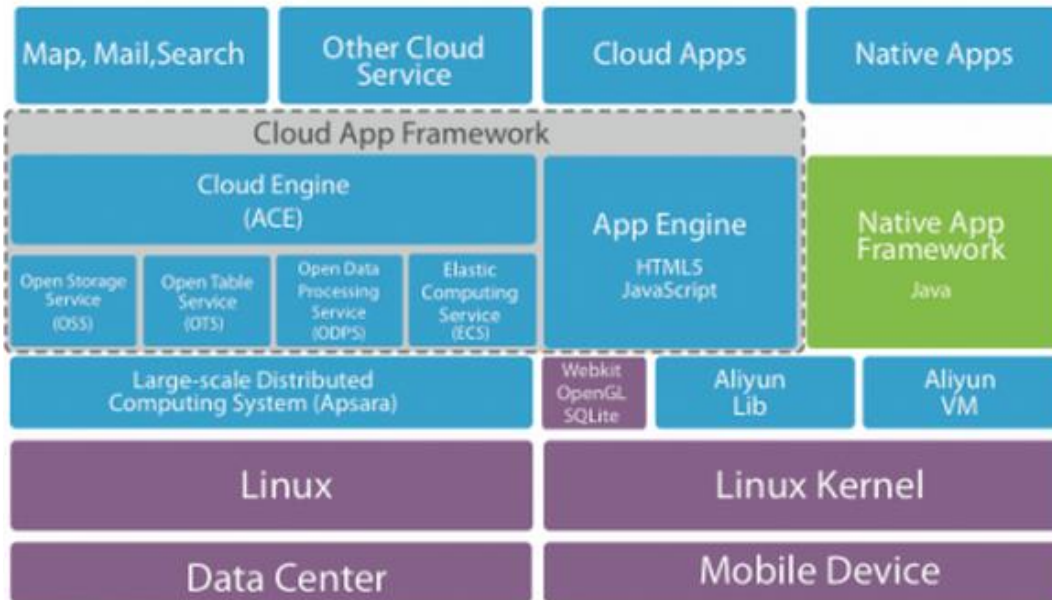 Map, Mail,Search
Other Cloud
Service
Cloud Apps
Native Apps
Cloud App Framework
Cloud Engine
(ACE)
Open Storage
Service
(OSS)
Open Table
Service
(OTS)
Open Data
Processing
Service
(ODPS)
Elastic
Computing
Service
(ECS)
App Engine
HTML5
JavaScript
Native App
Framework
Java
Large-scale Distributed
Computing System (Apsara)
Webkit
OpenGL
SQLite
Aliyun
Lib
Aliyun
VM
Linux
Linux Kernel
Data Center
Mobile Device